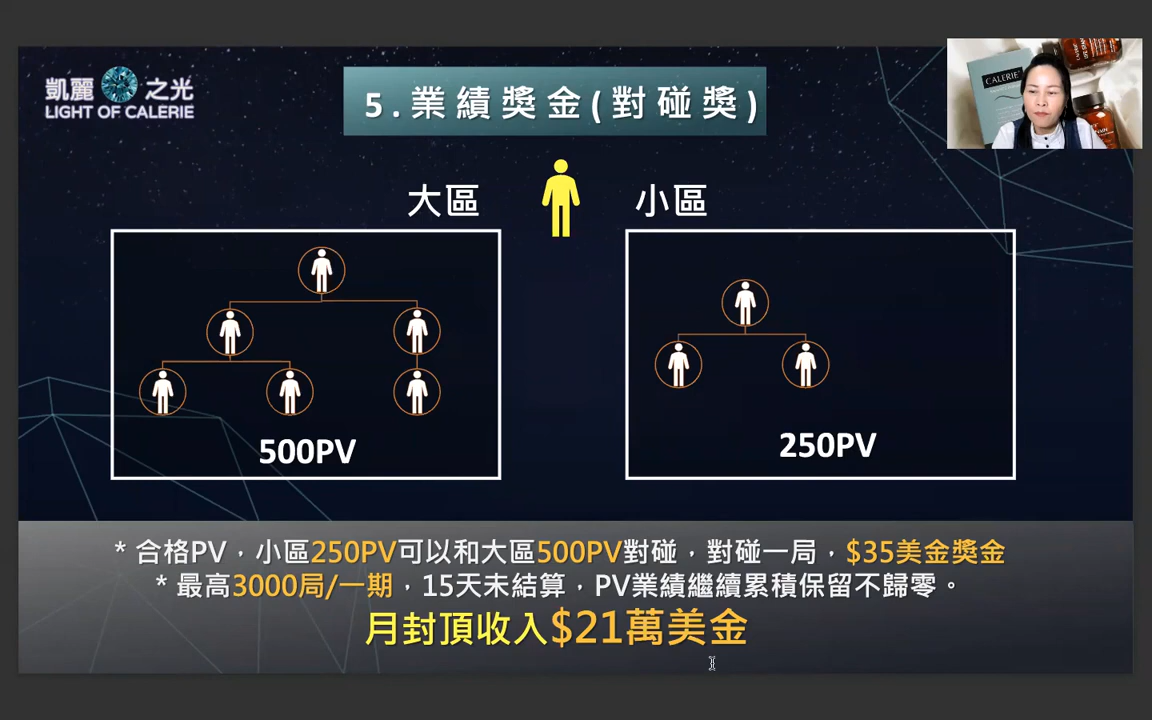 凱麗之光
LIGHT OF CALERIE
5.業績獎金(對碰獎)
CALERIE
大區
小區
500PV
250PV
* 合格PV，小區250PV可以和大區500PV對碰，對碰一局，$35美金獎金
* 最高3000局/一期，15天未結算，PV業績繼續累積保留不歸零。
月封頂收入$21萬美金